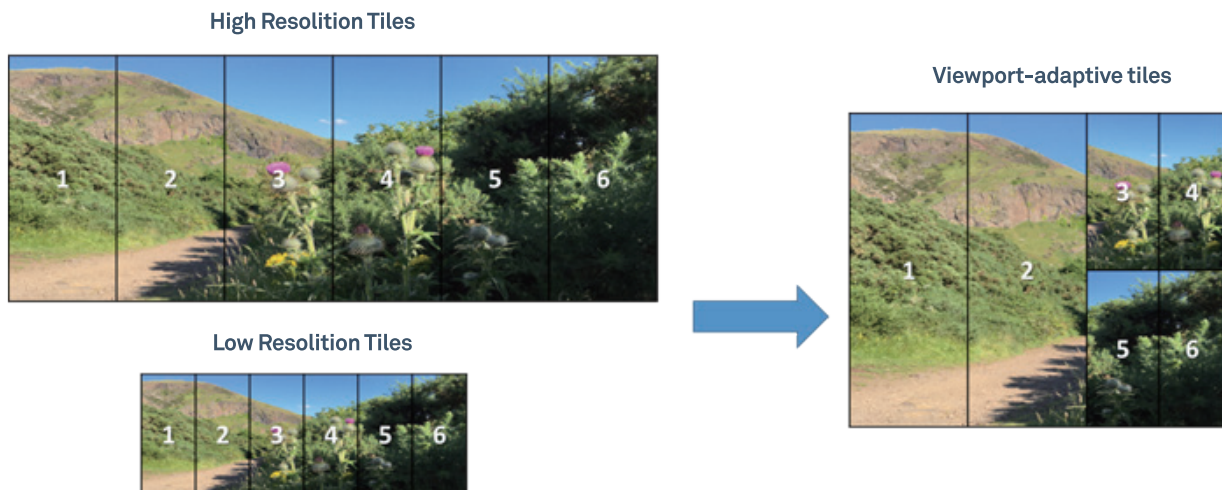 High Resolition Tiles
1 2 3 4 5 6
Viewport-adaptive tiles
1 2 3 4
5 6
Low Resolition Tiles
1 2 3 4 5 6